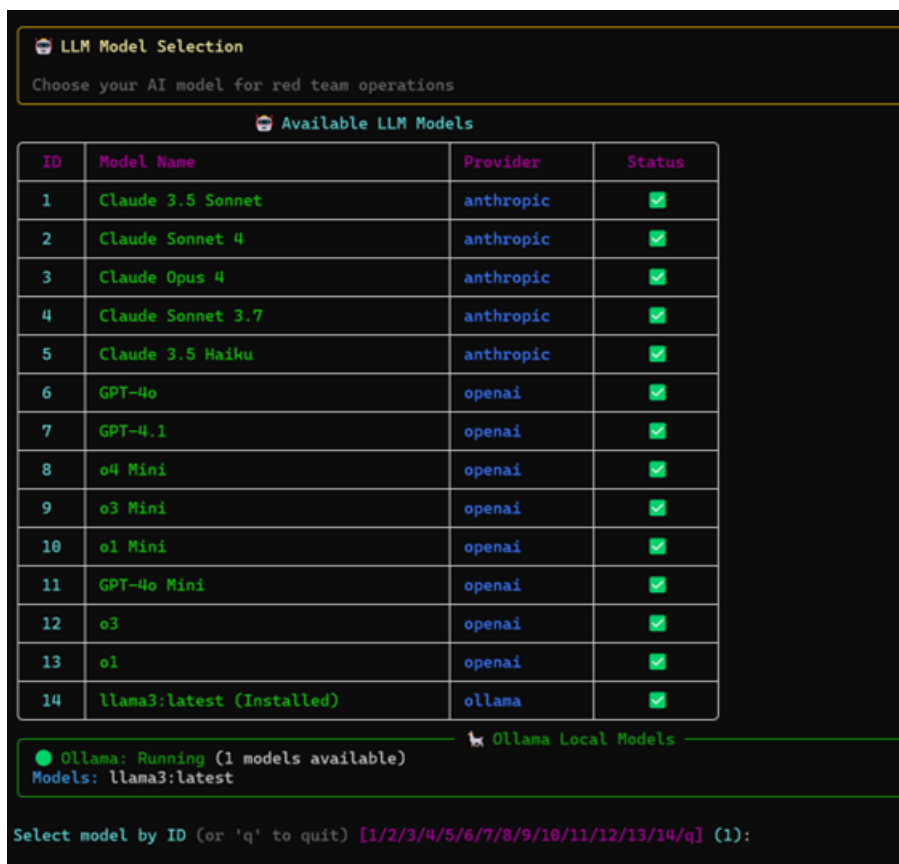 LLM Model Selection
Choose your AI model for red team operations
Available LLM Models
ID Model Name Provider Status
1 Claude 3.5 Sonnet anthropic
2 Claude Sonnet 4 anthropic
3 Claude Opus 4 anthropic
4 Claude Sonnet 3.7 anthropic
5 Claude 3.5 Haiku anthropic
6 GPT-4o openai
7 GPT-4.1 openai
8 o4 Mini openai
9 o3 Mini openai
10 o1 Mini openai
11 GPT-4o Mini openai
12 o3 openai
13 o1 openai
14 llama3:latest (Installed) ollama
Ollama Local Models
Ollama: Running (1 models available)
Models: llama3:latest
Select model by ID (or 'q' to quit) [1/2/3/4/5/6/7/8/9/10/11/12/13/14/q] (1):